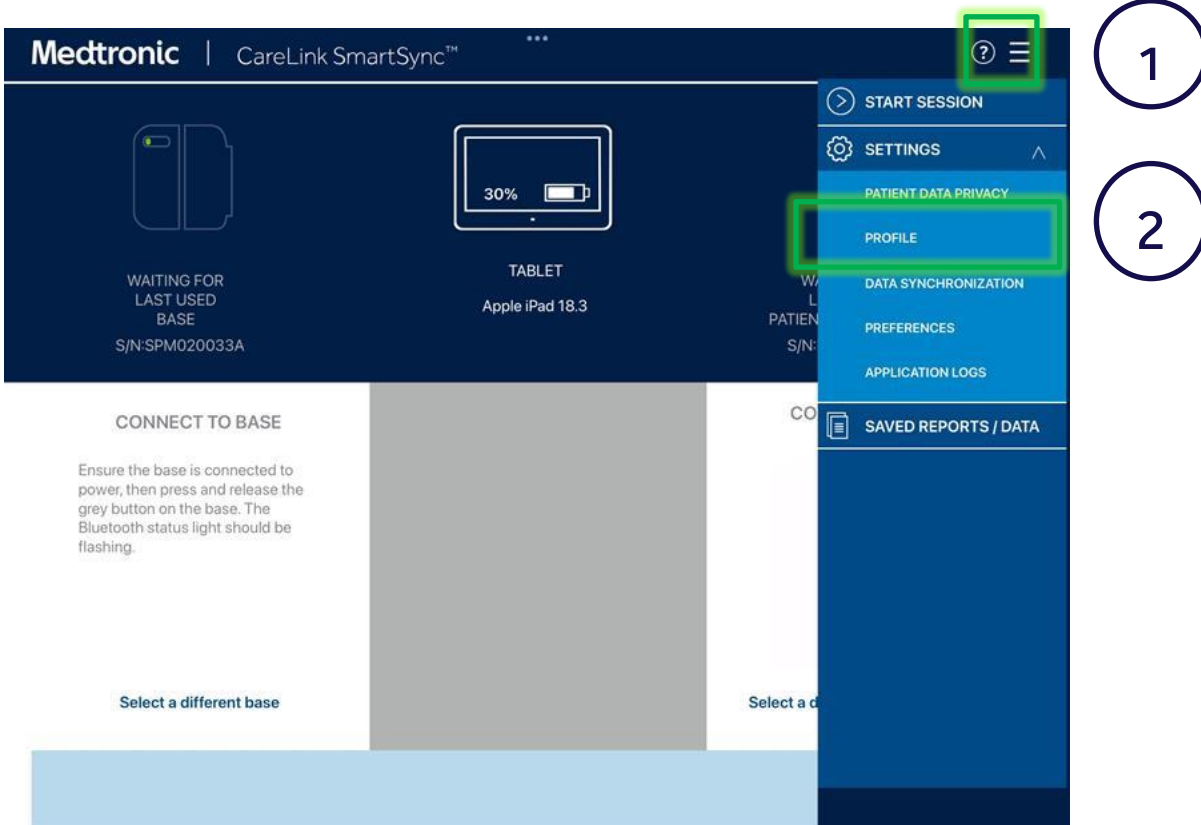 Medtronic | CareLink SmartSync™
?
1
START SESSION
SETTINGS
PATIENT DATA PRIVACY
PROFILE
2
DATA SYNCHRONIZATION
PREFERENCES
APPLICATION LOGS
SAVED REPORTS / DATA
WAITING FOR
LAST USED
BASE
S/N:SPM020033A
30%
TABLET
Apple iPad 18.3
PATIEN
S/N:
CONNECT TO BASE
Ensure the base is connected to
power, then press and release the
grey button on the base. The
Bluetooth status light should be
flashing.
Select a different base
CO
Select a d